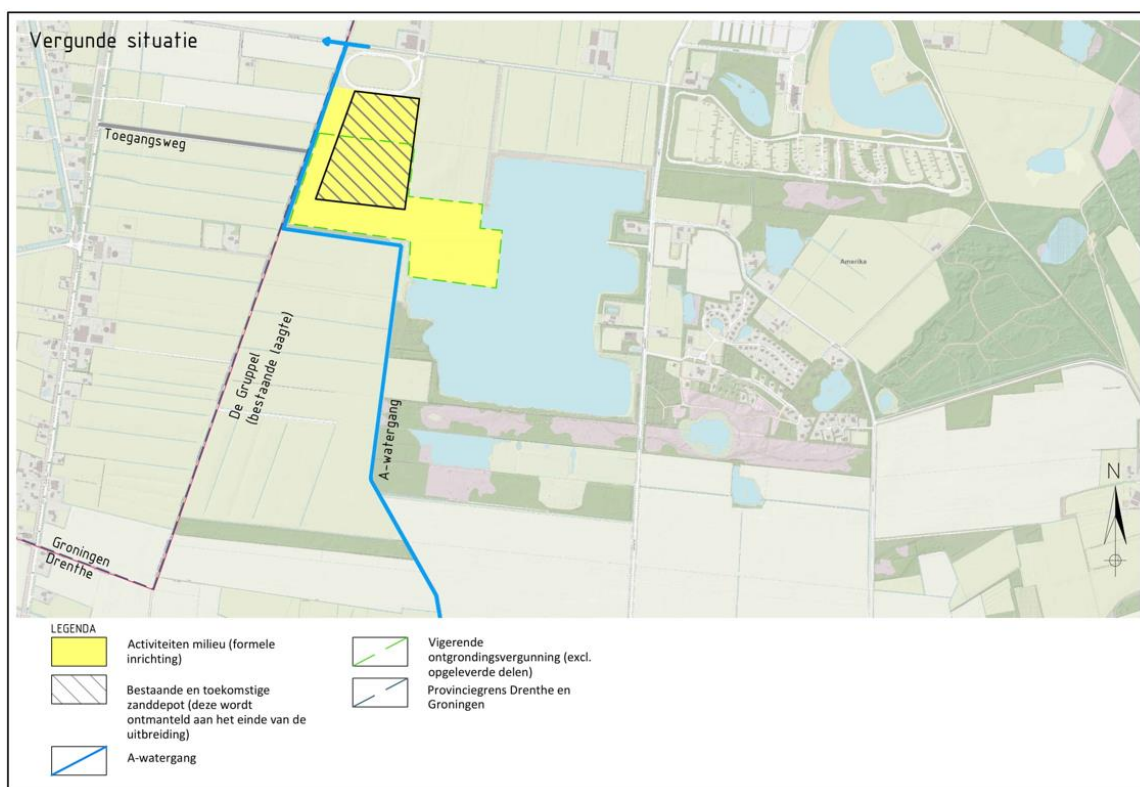 Vergunde situatie
Toegangsweg
Amerika
De Gruppel
(bestaande laagte)
A-watergang
N
Groningen
Drenthe
LEGENDA
Activiteiten milieu (formele
inrichting)
Bestaande en toekomstige
zanddepot (deze wordt
ontmanteld aan het einde van de
uitbreiding)
A-watergang
Vigerende
ontgrondingsvergunning (excl.
opgeleverde delen)
Provinciegrens Drenthe en
Groningen